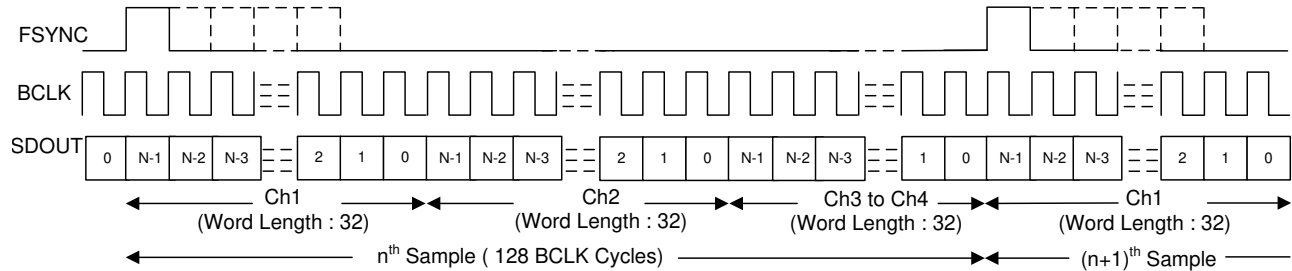 FSYNC
BCLK
SDOUT 0 N-1 N-2 N-3 2 1 0 N-1 N-2 N-3 2 1 0 N-1 N-2 N-3 1 0 N-1 N-2 N-3 2 1 0
Ch1 Ch2 Ch3 to Ch4 Ch1
(Word Length : 32) (Word Length : 32) (Word Length : 32) (Word Length : 32)
nth Sample ( 128 BCLK Cycles) (n+1)th Sample